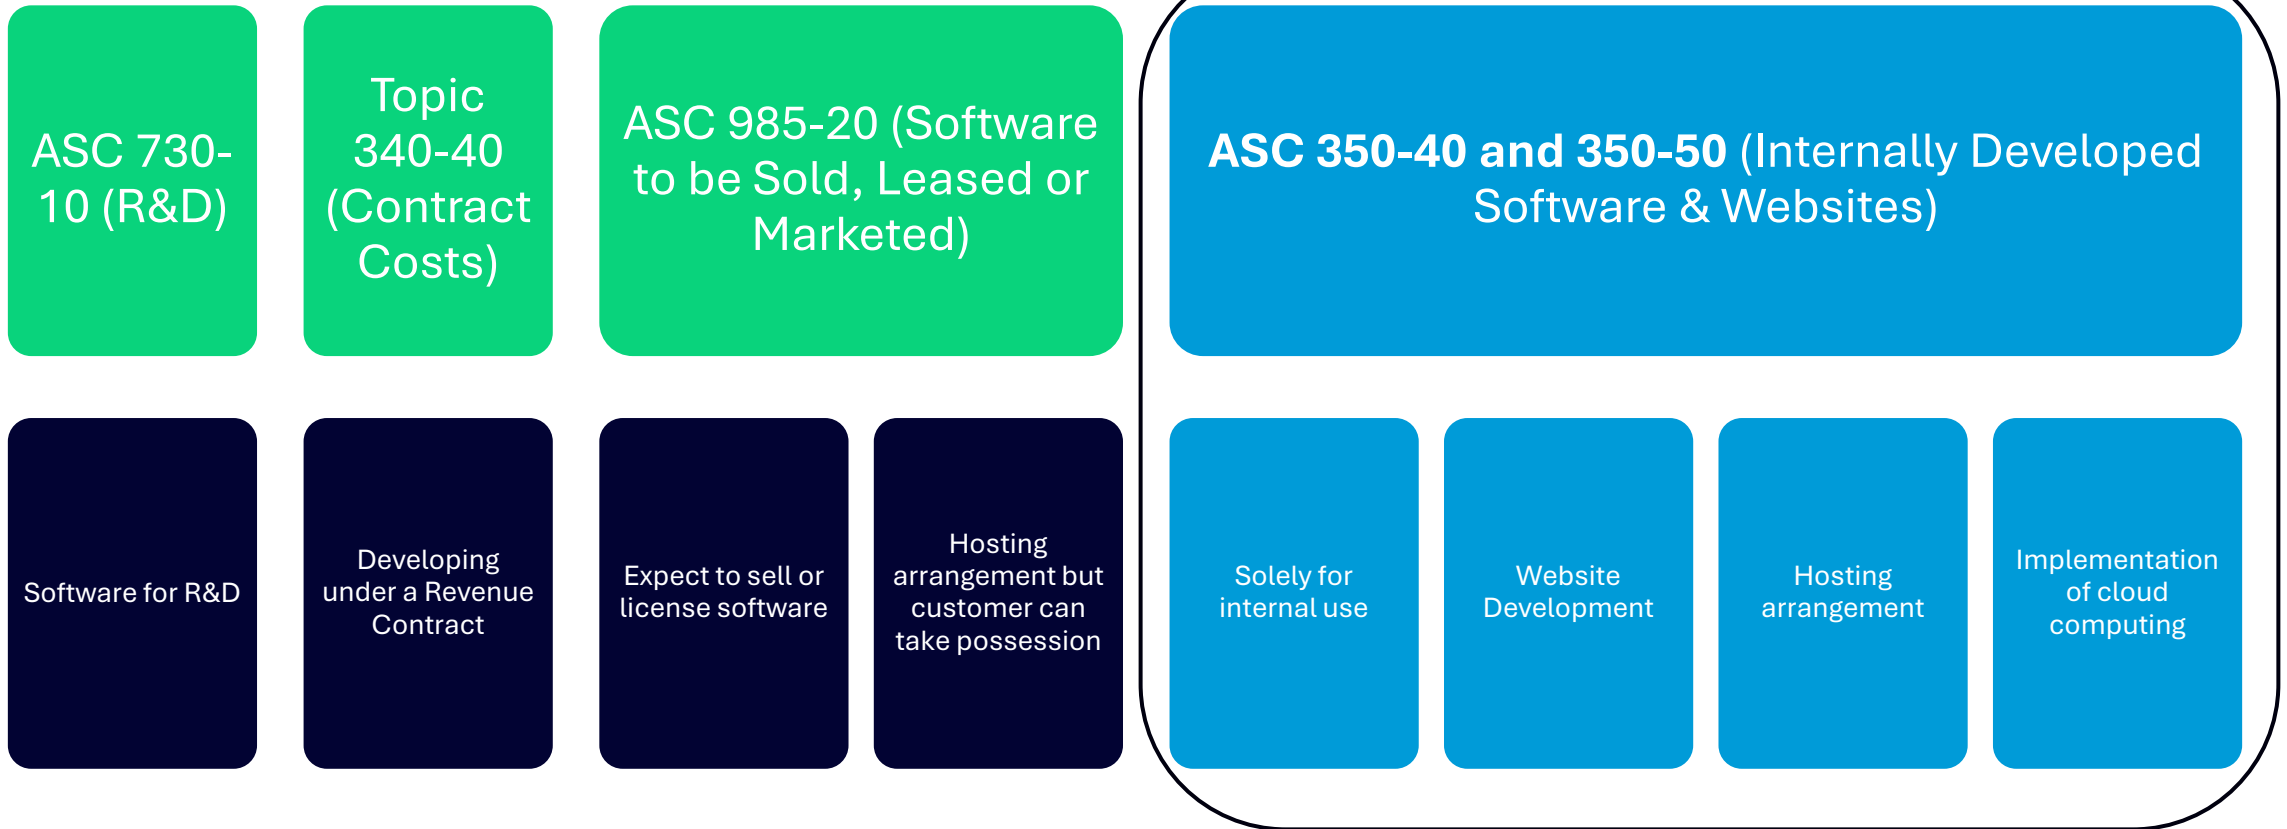 ASC 730-
10 (R&D)
Topic
340-40
(Contract
Costs)
ASC 985-20 (Software
to be Sold, Leased or
Marketed)
ASC 350-40 and 350-50 (Internally Developed
Software & Websites)
Software for R&D
Developing
under a Revenue
Contract
Expect to sell or
license software
Hosting
arrangement but
customer can
take possession
Solely for
internal use
Website
Development
Hosting
arrangement
Implementation
of cloud
computing